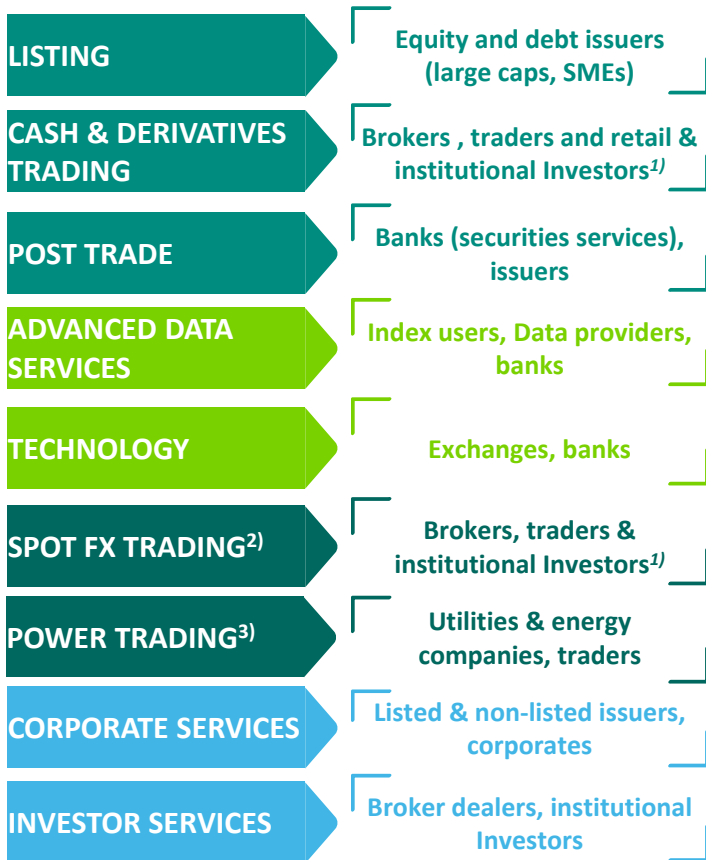 LISTING
Equity and debt issuers
(large caps, SMEs)
CASH & DERIVATIVES
TRADING
Brokers , traders and retail &
institutional Investors1)
POST TRADE
Banks (securities services),
issuers
ADVANCED DATA
SERVICES
Index users, Data providers,
banks
TECHNOLOGY
Exchanges, banks
SPOT FX TRADING2)
Brokers, traders &
institutional Investors1)
POWER TRADING3)
Utilities & energy
companies, traders
CORPORATE SERVICES
Listed & non-listed issuers,
corporates
INVESTOR SERVICES
Broker dealers, institutional
Investors